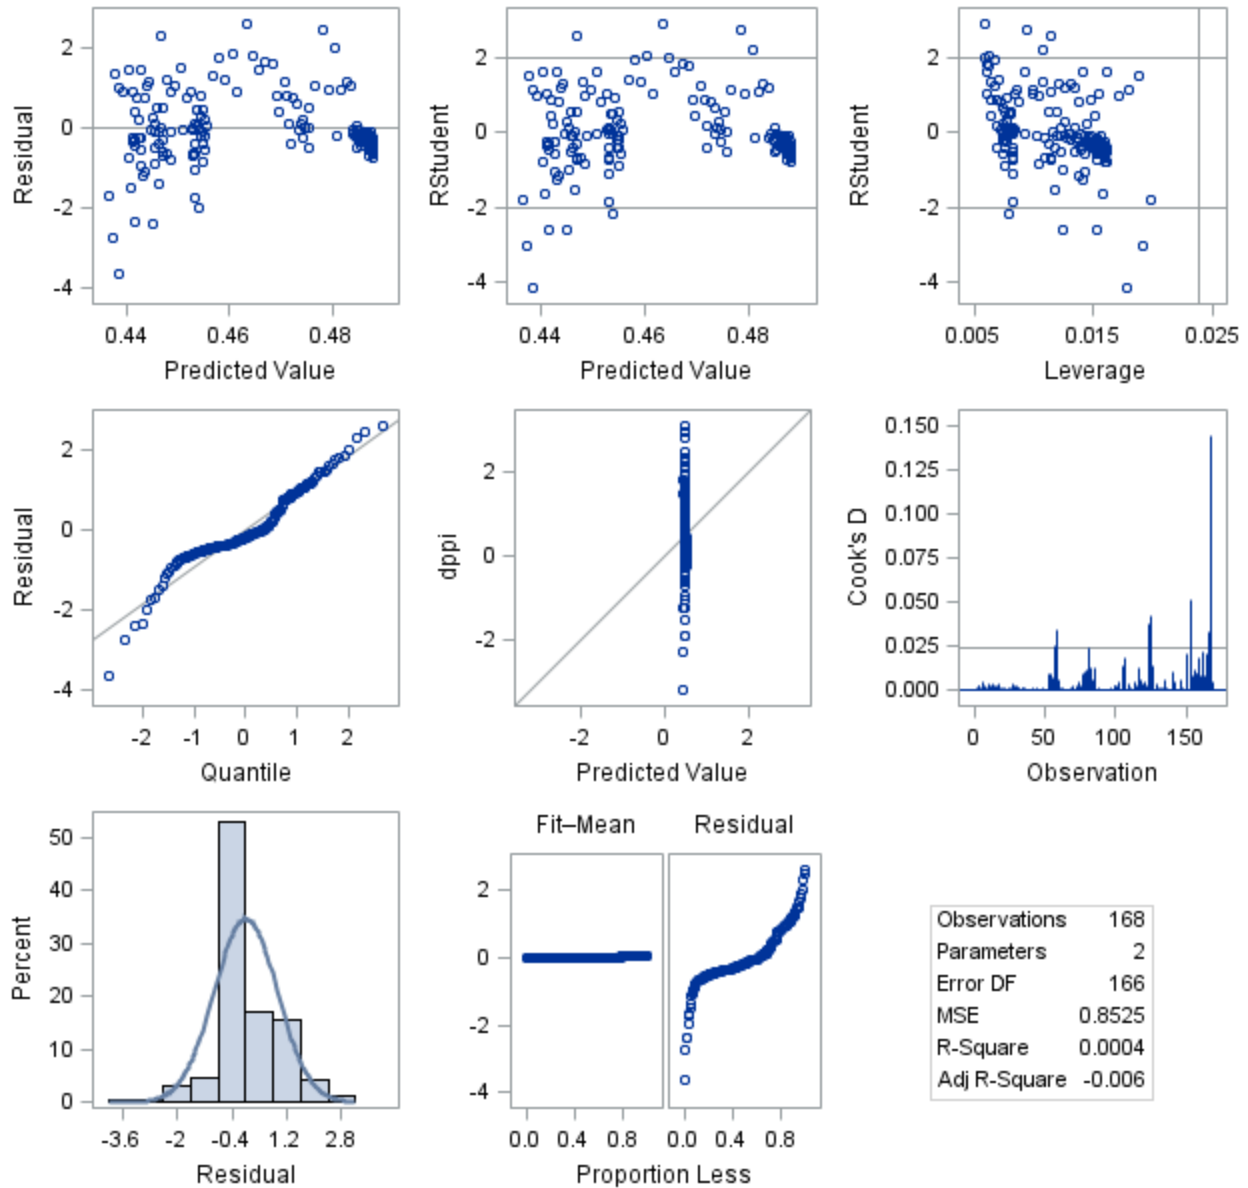 2
0
-2
-4
Residual
0.44 0.46 0.48
Predicted Value
2
0
-2
-4
RStudent
0.44 0.46 0.48
Predicted Value
2
0
-2
-4
RStudent
0.005 0.015 0.025
Leverage
2
0
-2
-4
Residual
-2 -1 0 1 2
Quantile
2
0
-2
dppi
-2 0 2
Predicted Value
0.150
0.125
0.100
0.075
0.050
0.025
0.000
Cook's D
0 50 100 150
Observation
50
40
30
20
10
0
Percent
-3.6 -2 -0.4 1.2 2.8
Residual
Fit–Mean Residual
2
0
-2
-4
0.0 0.4 0.8 0.0 0.4 0.8
Proportion Less
Observations 168
Parameters 2
Error DF 166
MSE 0.8525
R-Square 0.0004
Adj R-Square -0.006